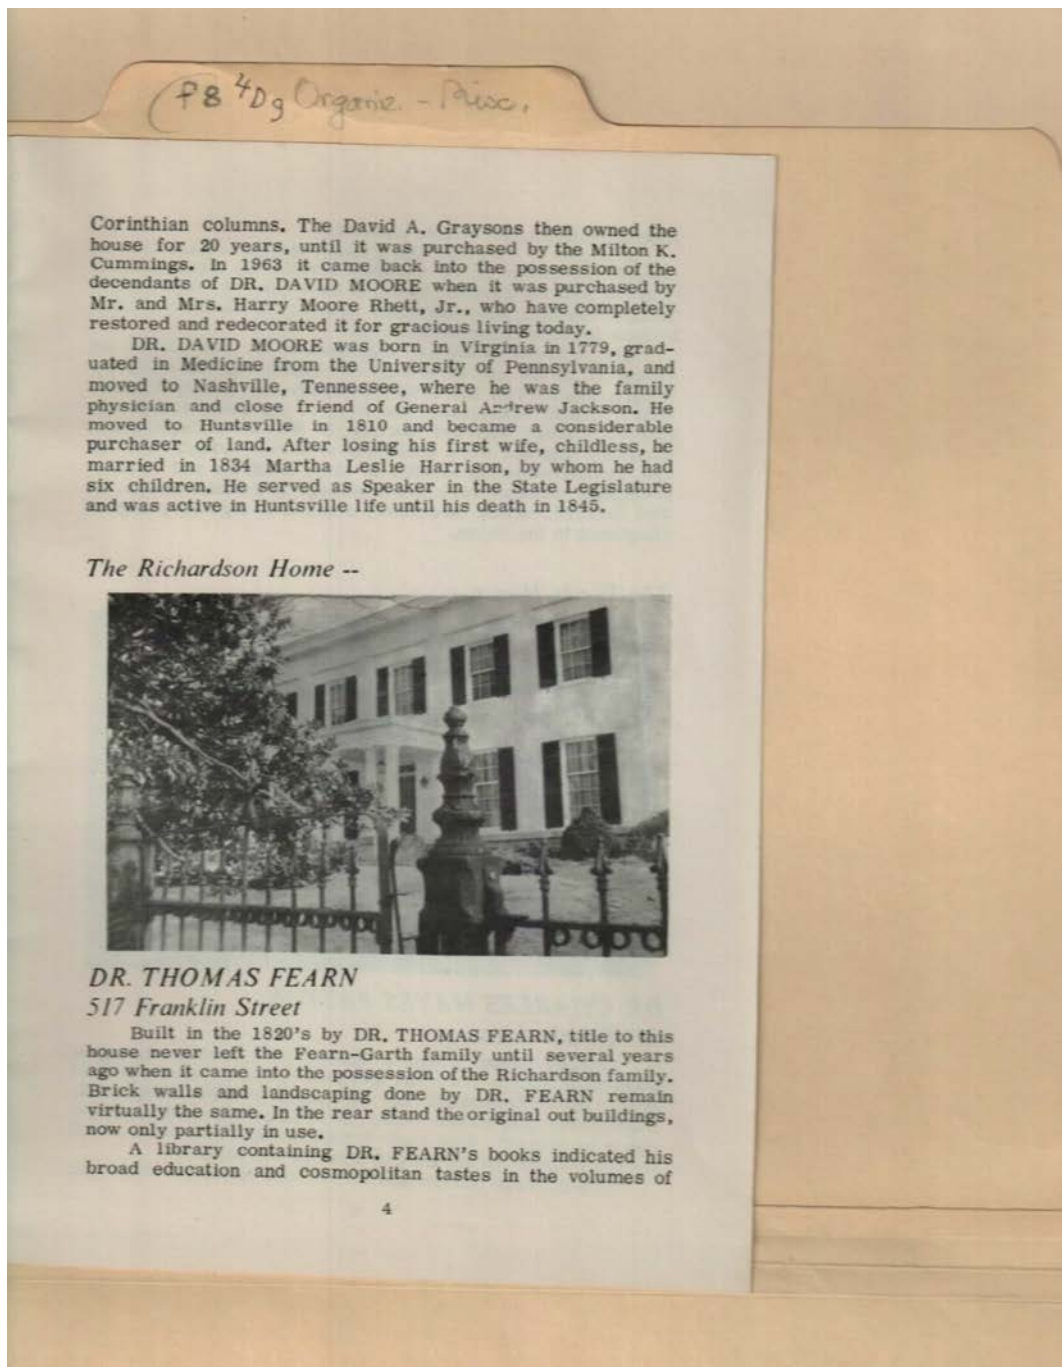 F8 4Dg Organiz. - Misc.
Corinthian columns. The David A. Graysons then owned the
house for 20 years, until it was purchased by the Milton K.
Cummings. In 1963 it came back into the possession of the
decendants of DR. DAVID MOORE when it was purchased by
Mr. and Mrs. Harry Moore Rhett, Jr., who have completely
restored and redecorated it for gracious living today.
DR. DAVID MOORE was born in Virginia in 1779, grad-
uated in Medicine from the University of Pennsylvania, and
moved to Nashville, Tennessee, where he was the family
physician and close friend of General Andrew Jackson. He
moved to Huntsville in 1810 and became a considerable
purchaser of land. After losing his first wife, childless, he
married in 1834 Martha Leslie Harrison, by whom he had
six children. He served as Speaker in the State Legislature
and was active in Huntsville life until his death in 1845.
The Richardson Home --
DR. THOMAS FEARN
517 Franklin Street
Built in the 1820's by DR. THOMAS FEARN, title to this
house never left the Fearn-Garth family until several years
ago when it came into the possession of the Richardson family.
Brick walls and landscaping done by DR. FEARN remain
virtually the same. In the rear stand the original out buildings,
now only partially in use.
A library containing DR. FEARN's books indicated his
broad education and cosmopolitan tastes in the volumes of
4